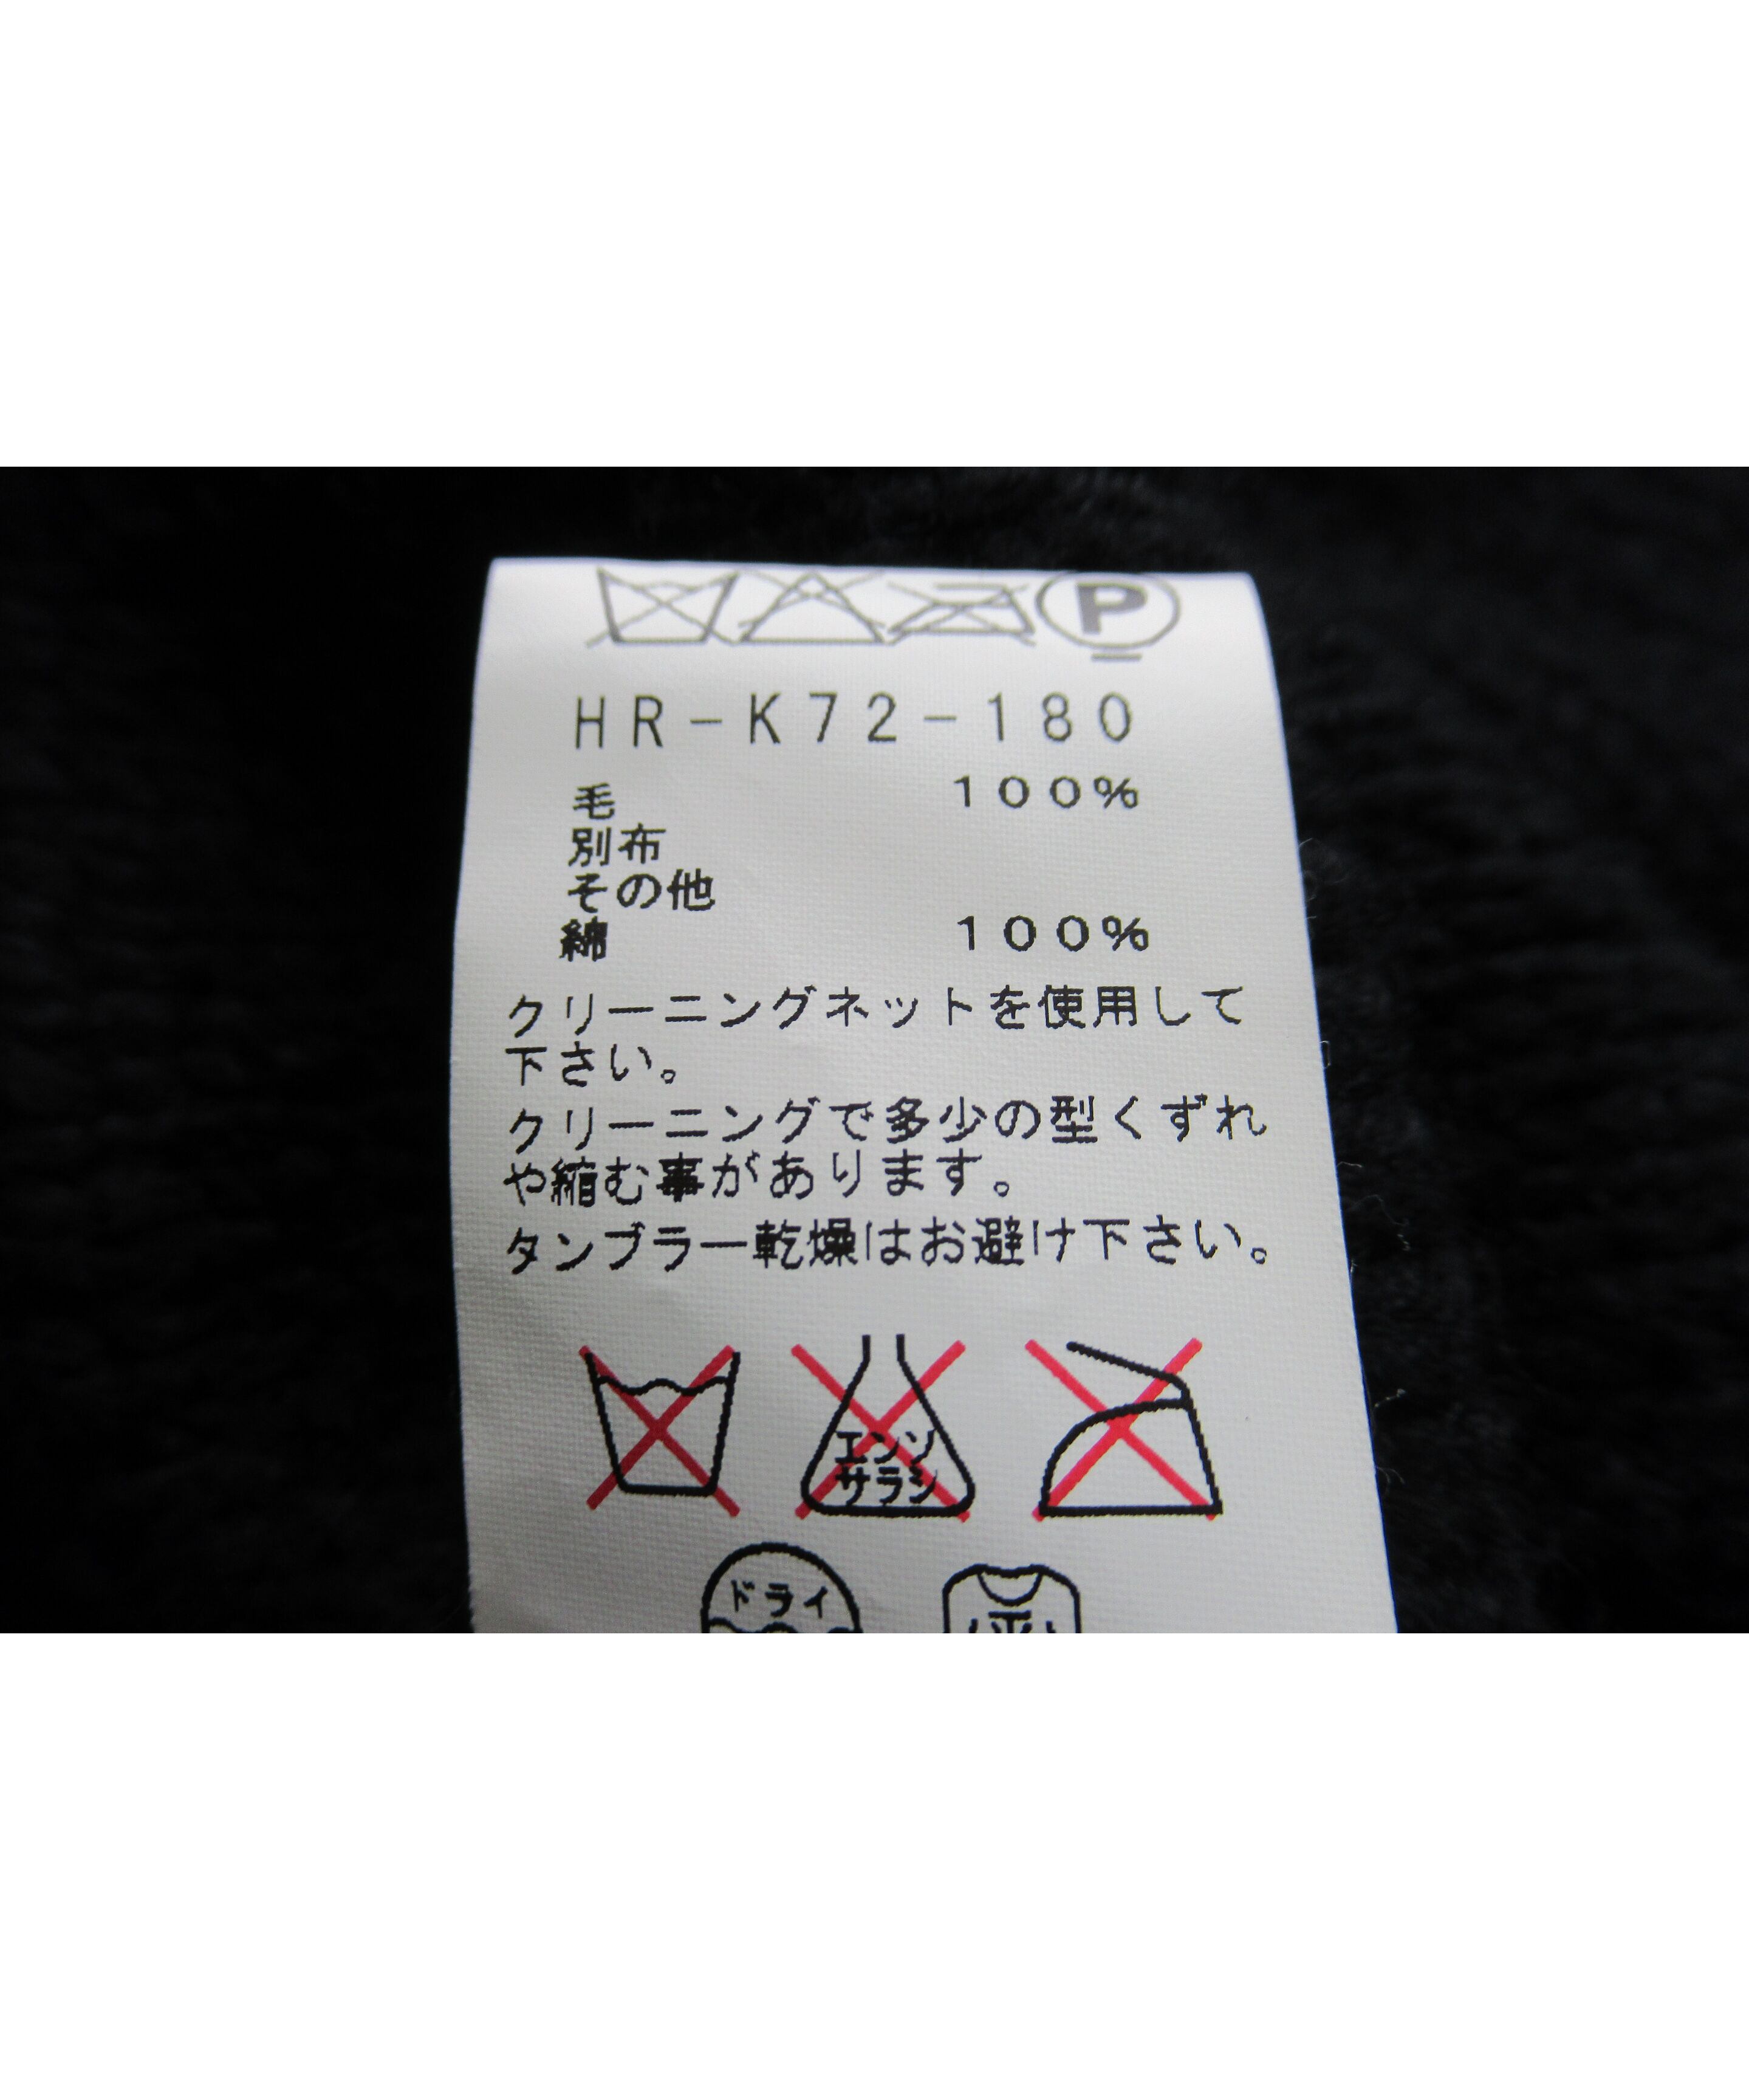 P
HR-K72-180
毛 100%
別布
その他
綿 100%
クリーニングネットを使用して
下さい。
クリーニングで多少の型くずれ
や縮む事があります。
タンブラー乾燥はお避け下さい。
エンソ
サラシ
ドライ
平